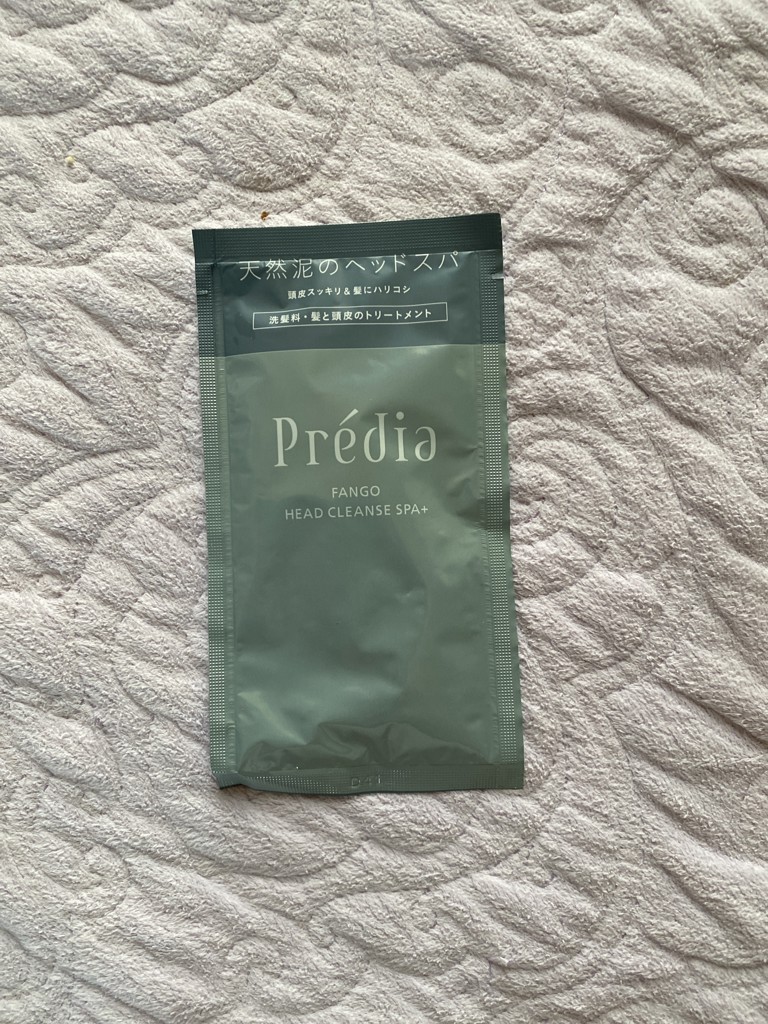 天然泥のヘッドスパ
頭皮スッキリ&髪にハリコシ
洗髪料・髪と頭皮のトリートメント
Prédia
FANGO
HEAD CLEANSE SPA+